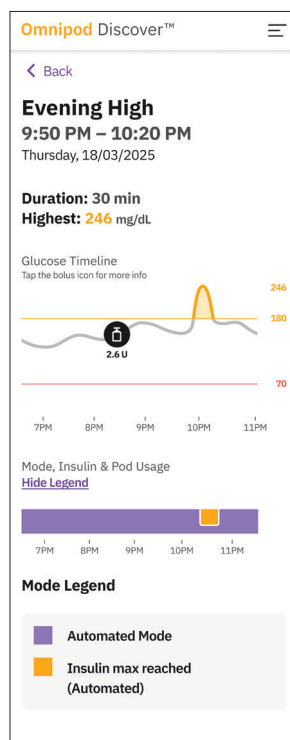 Omnipod Discover™
Back
Evening High
9:50 PM – 10:20 PM
Thursday, 18/03/2025
Duration: 30 min
Highest: 246 mg/dL
Glucose Timeline
Tap the bolus icon for more info
246
180
2.6 U
70
7PM 8PM 9PM 10PM 11PM
Mode, Insulin & Pod Usage
Hide Legend
7PM 8PM 9PM 10PM 11PM
Mode Legend
Automated Mode
Insulin max reached
(Automated)